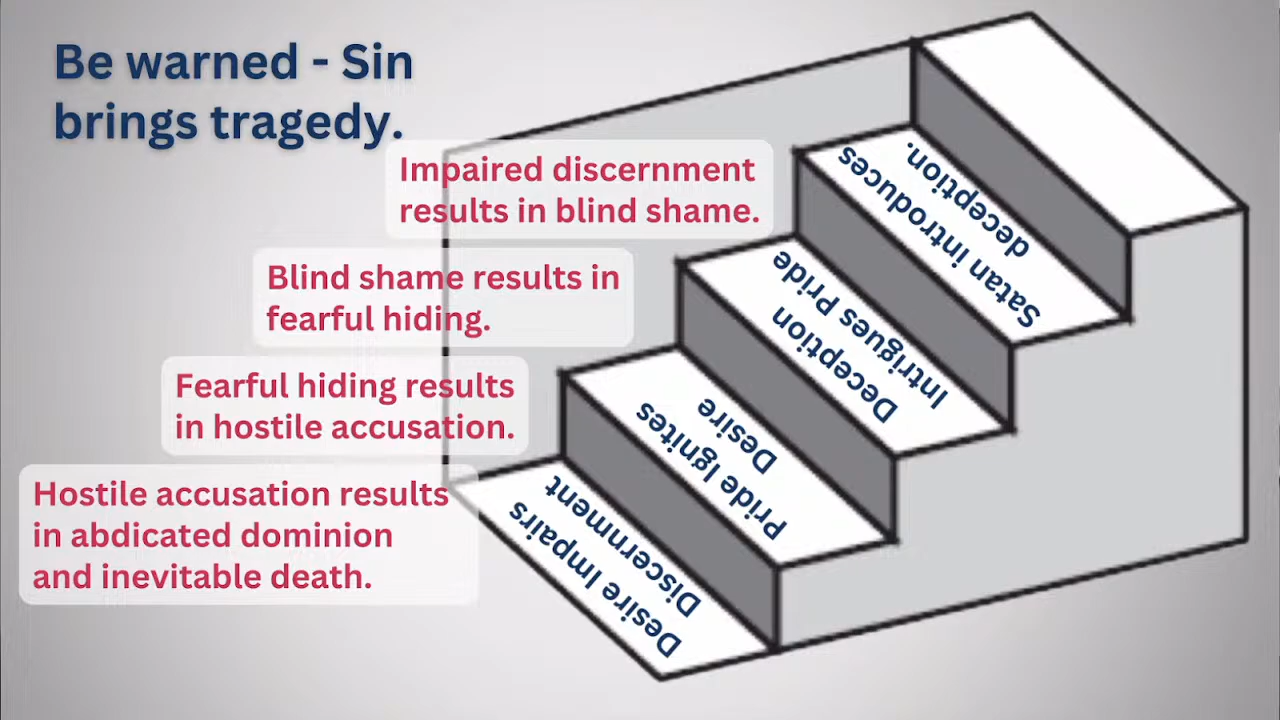 Be warned - Sin
brings tragedy.
Impaired discernment
results in blind shame.
Blind shame results in
fearful hiding.
Fearful hiding results
in hostile accusation.
Hostile accusation results
in abdicated dominion
and inevitable death.
Satan introduces
deception.
Deception
Intrigues Pride
Pride Ignites
Desire
Desire Impairs
Discernment